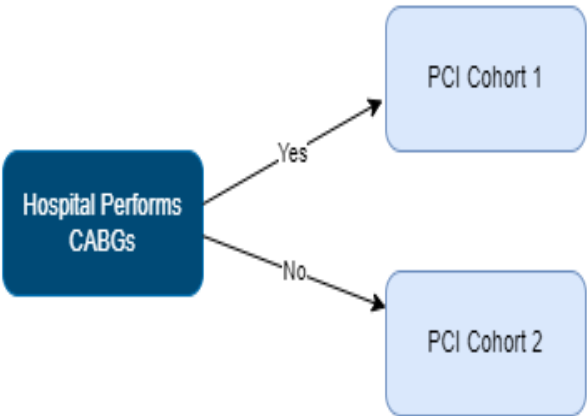 PCI Cohort 1
Yes
Hospital Performs
CABGs
No
PCI Cohort 2